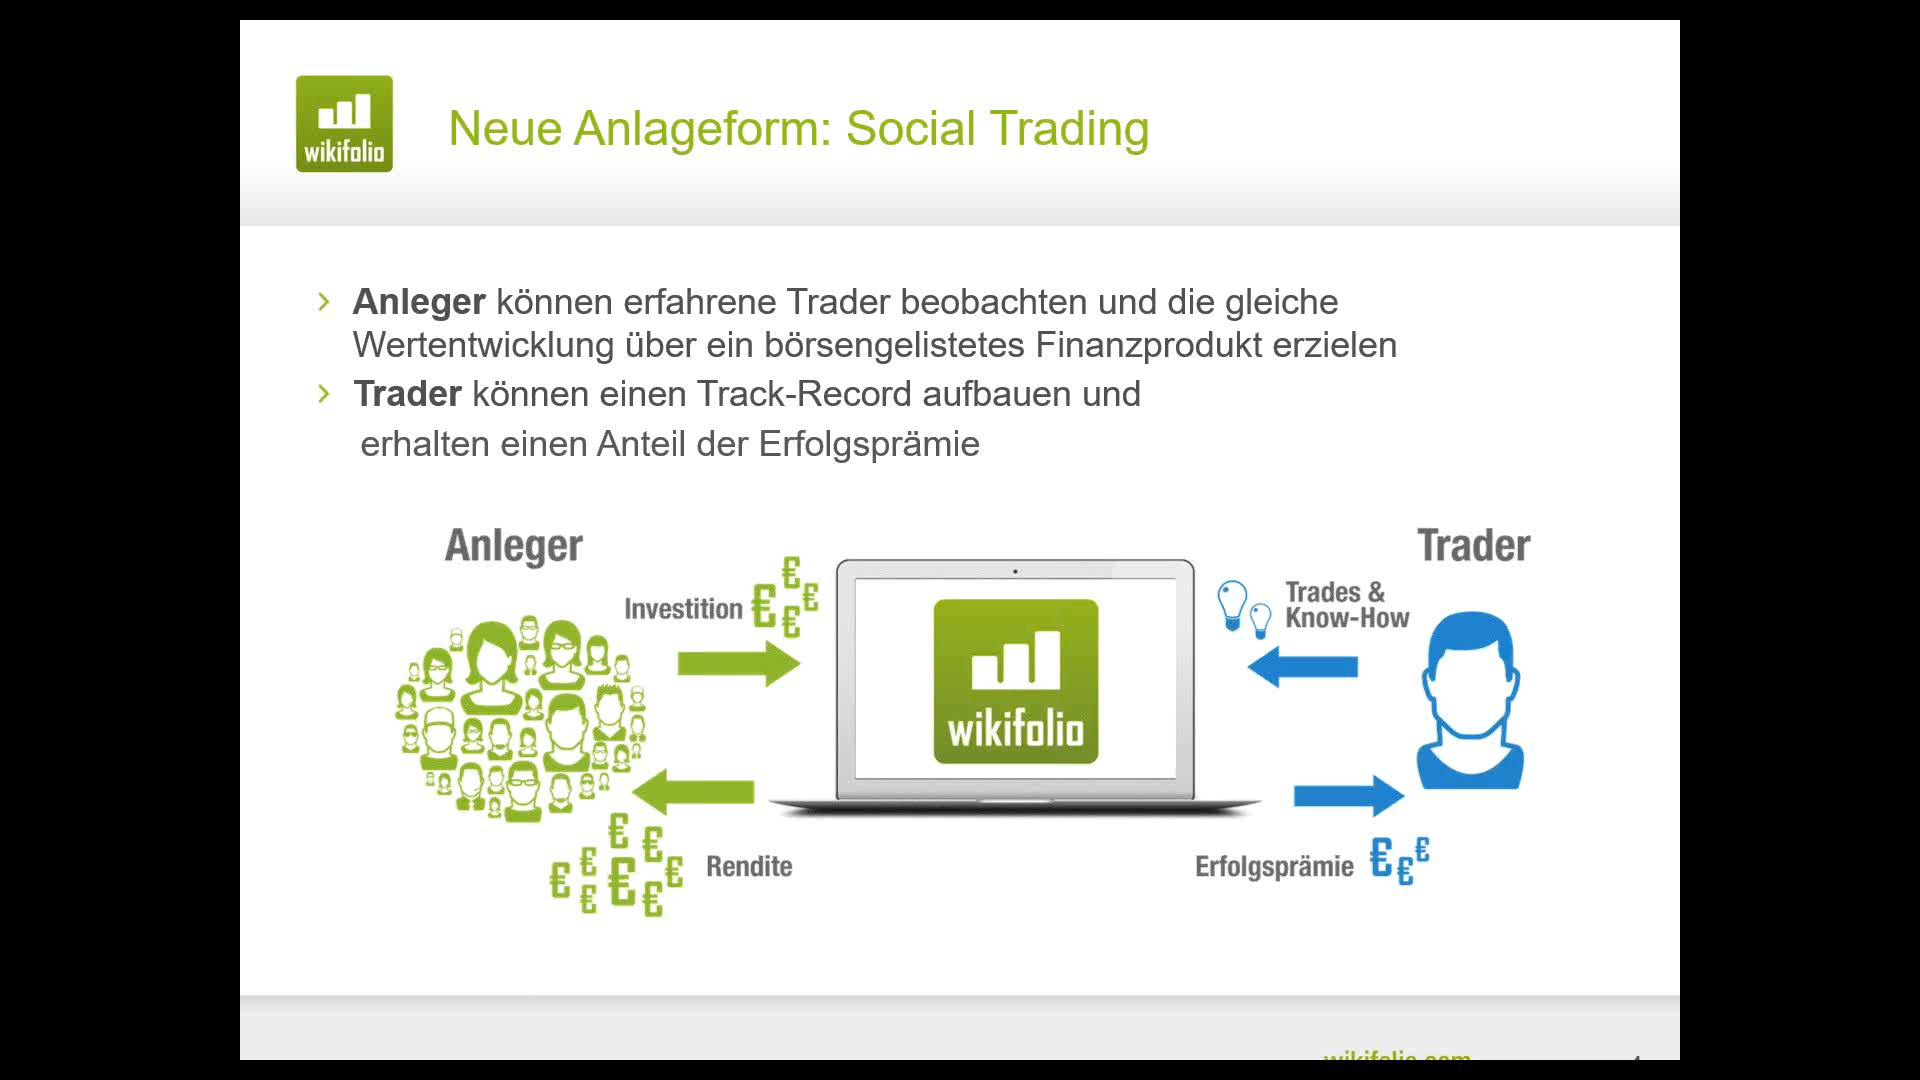 wikifolio
Neue Anlageform: Social Trading
› Anleger können erfahrene Trader beobachten und die gleiche
Wertentwicklung über ein börsengelistetes Finanzprodukt erzielen
› Trader können einen Track-Record aufbauen und
erhalten einen Anteil der Erfolgsprämie
Anleger
Trader
Investition € € € €
Trades &
Know-How
wikifolio
€ € € € € € € € Rendite
Erfolgsprämie € € €
wikifolio.com